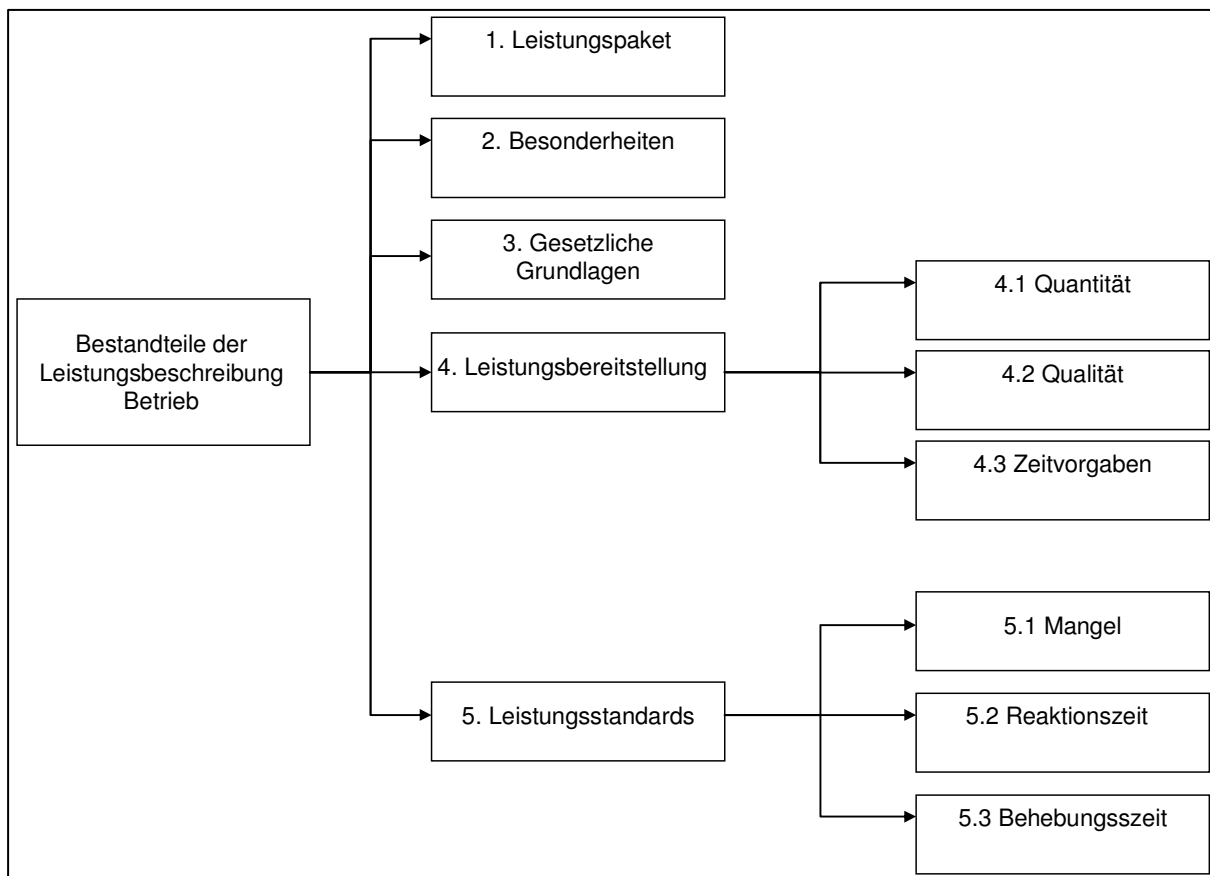 Bestandteile der
Leistungsbeschreibung
Betrieb
1. Leistungspaket
2. Besonderheiten
3. Gesetzliche
Grundlagen
4. Leistungsbereitstellung
4.1 Quantität
4.2 Qualität
4.3 Zeitvorgaben
5. Leistungsstandards
5.1 Mangel
5.2 Reaktionszeit
5.3 Behebungsszeit